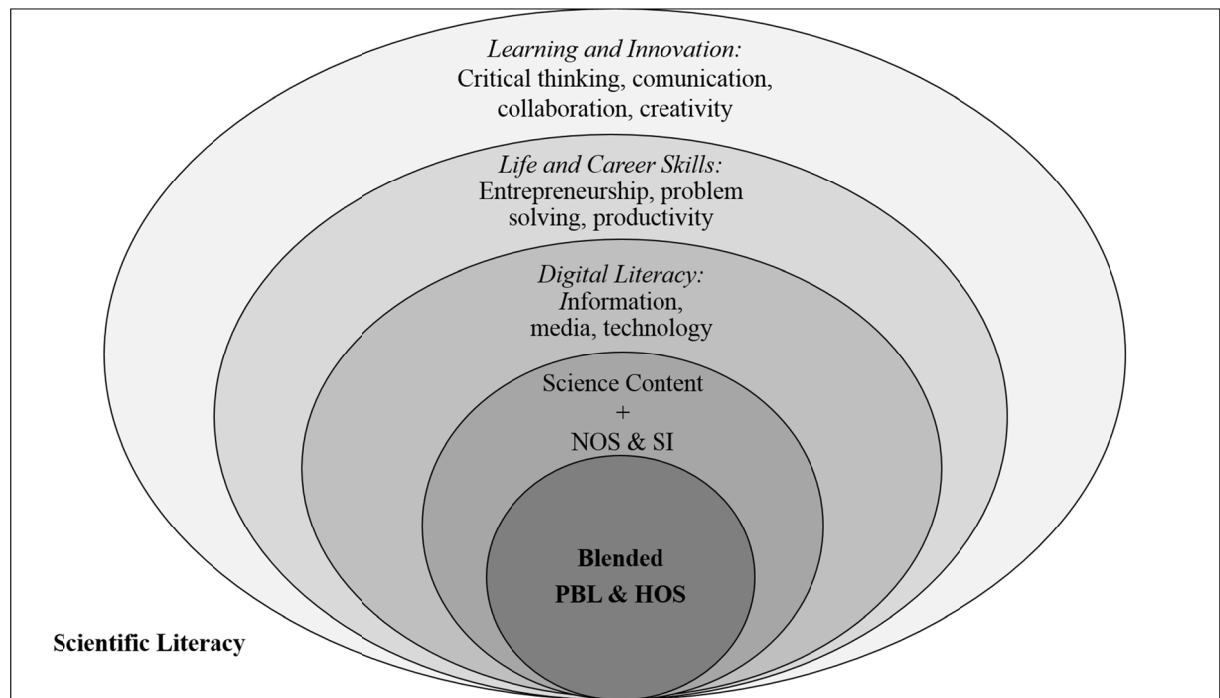 Learning and Innovation:
Critical thinking, comunication,
collaboration, creativity
Life and Career Skills:
Entrepreneurship, problem
solving, productivity
Digital Literacy:
Information,
media, technology
Science Content
+
NOS & SI
Blended
PBL & HOS
Scientific Literacy